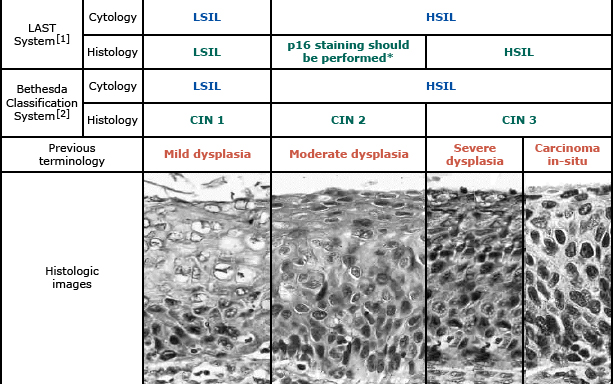 LAST
System[1]
Cytology
LSIL
HSIL
Histology
LSIL
p16 staining should
be performed*
HSIL
Bethesda
Classification
System[2]
Cytology
LSIL
HSIL
Histology
CIN 1
CIN 2
CIN 3
Previous
terminology
Mild dysplasia
Moderate dysplasia
Severe
dysplasia
Carcinoma
in-situ
Histologic
images